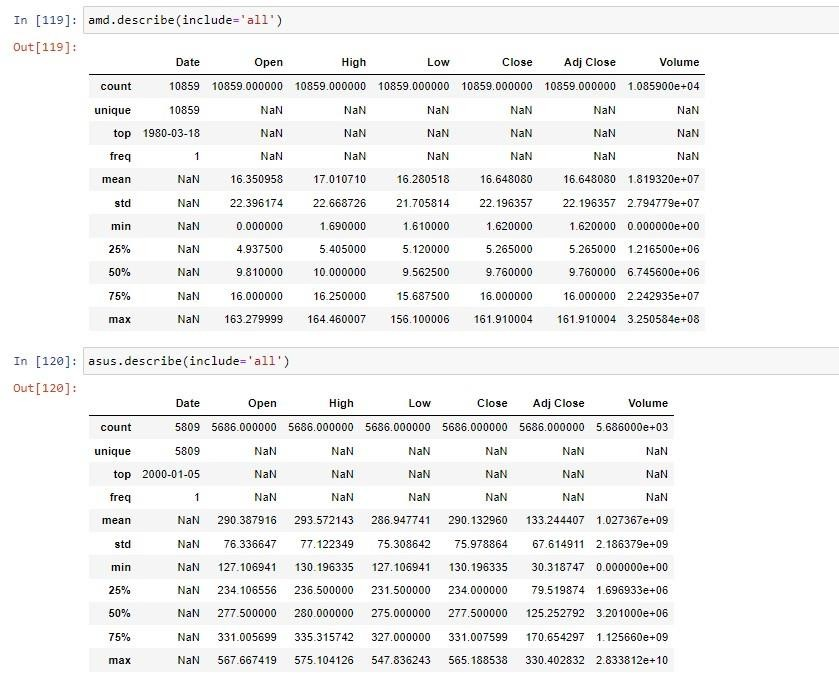 In [119]: amd.describe(include='all')
Out[119]:
Date Open High Low Close Adj Close Volume
count 10859 10859.000000 10859.000000 10859.000000 10859.000000 10859.000000 1.085900e+04
unique 10859 NaN NaN NaN NaN NaN NaN
top 1980-03-18 NaN NaN NaN NaN NaN NaN
freq 1 NaN NaN NaN NaN NaN NaN
mean NaN 16.350958 17.010710 16.280518 16.648080 16.648080 1.819320e+07
std NaN 22.396174 22.668726 21.705814 22.196357 22.196357 2.794779e+07
min NaN 0.000000 1.690000 1.610000 1.620000 1.620000 0.000000e+00
25% NaN 4.937500 5.405000 5.120000 5.265000 5.265000 1.216500e+06
50% NaN 9.810000 10.000000 9.562500 9.760000 9.760000 6.745600e+06
75% NaN 16.000000 16.250000 15.687500 16.000000 16.000000 2.242935e+07
max NaN 163.279999 164.460007 156.100006 161.910004 161.910004 3.250584e+08
In [120]: asus.describe(include='all')
Out[120]:
Date Open High Low Close Adj Close Volume
count 5809 5686.000000 5686.000000 5686.000000 5686.000000 5686.000000 5.686000e+03
unique 5809 NaN NaN NaN NaN NaN NaN
top 2000-01-05 NaN NaN NaN NaN NaN NaN
freq 1 NaN NaN NaN NaN NaN NaN
mean NaN 290.387916 293.572143 286.947741 290.132960 133.244407 1.027367e+09
std NaN 76.336647 77.122349 75.308642 75.978864 67.614911 2.186379e+09
min NaN 127.106941 130.196335 127.106941 130.196335 30.318747 0.000000e+00
25% NaN 234.106556 236.500000 231.500000 234.000000 79.519874 1.696933e+06
50% NaN 277.500000 280.000000 275.000000 277.500000 125.252792 3.201000e+06
75% NaN 331.005699 335.315742 327.000000 331.007599 170.654297 1.125660e+09
max NaN 567.667419 575.104126 547.836243 565.188538 330.402832 2.833812e+10